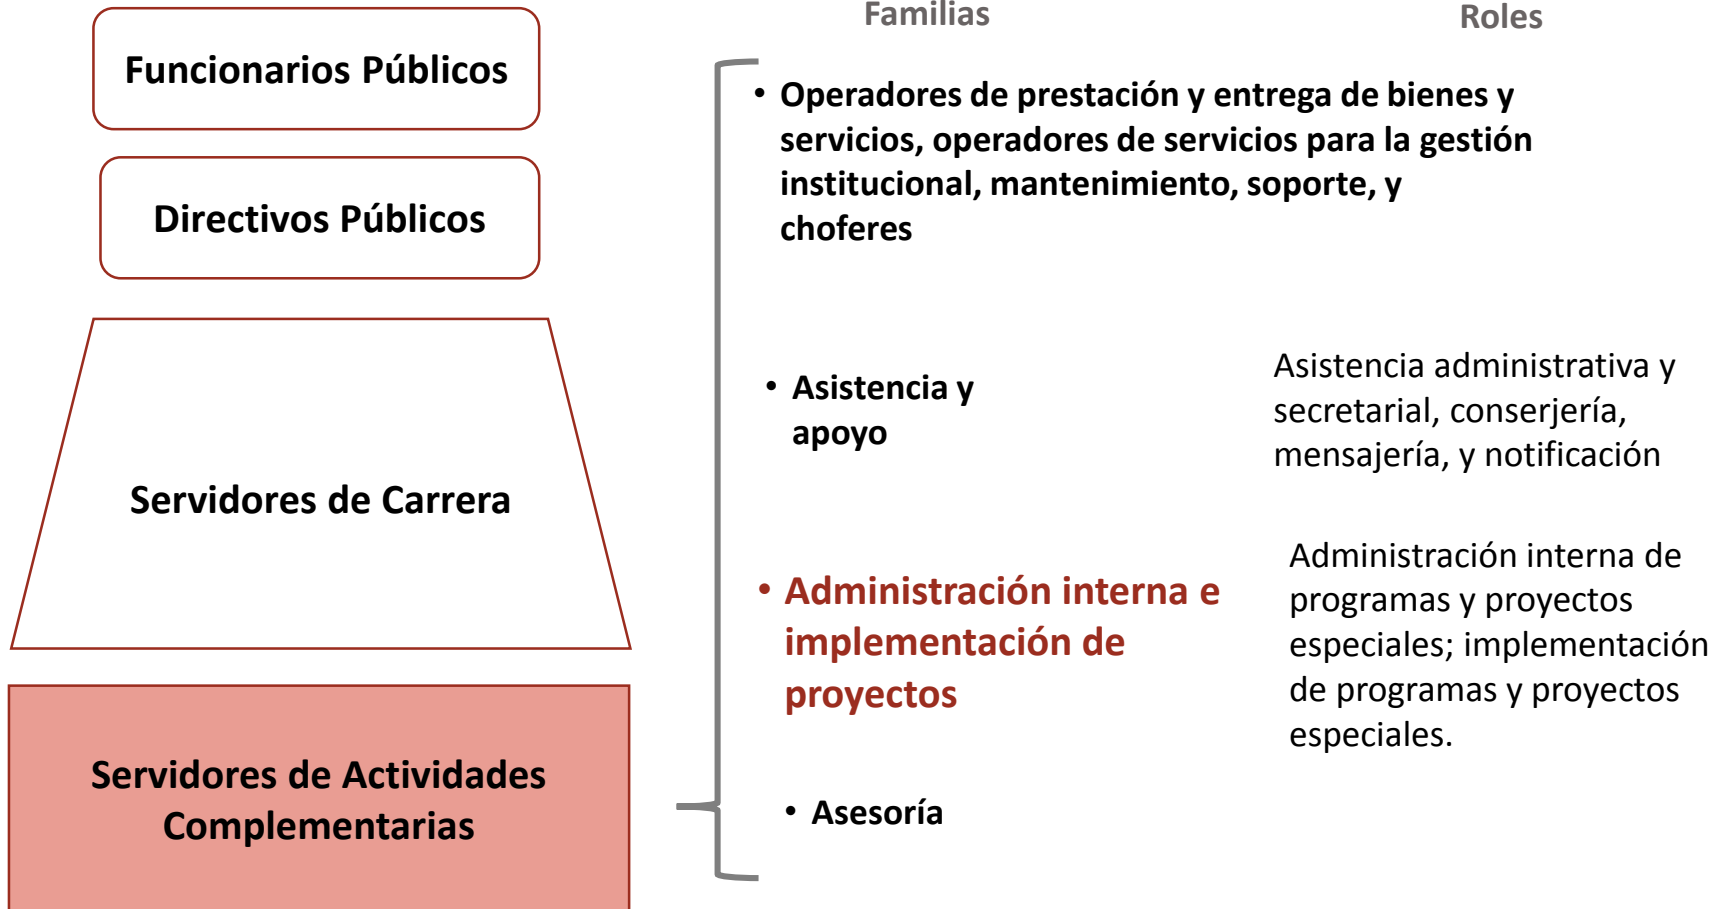 Familias
Roles
Funcionarios Públicos
Directivos Públicos
Servidores de Carrera
Servidores de Actividades
Complementarias
• Operadores de prestación y entrega de bienes y
servicios, operadores de servicios para la gestión
institucional, mantenimiento, soporte, y
choferes
• Asistencia y
apoyo
Asistencia administrativa y
secretarial, conserjería,
mensajería, y notificación
• Administración interna e
implementación de
proyectos
Administración interna de
programas y proyectos
especiales; implementación
de programas y proyectos
especiales.
• Asesoría